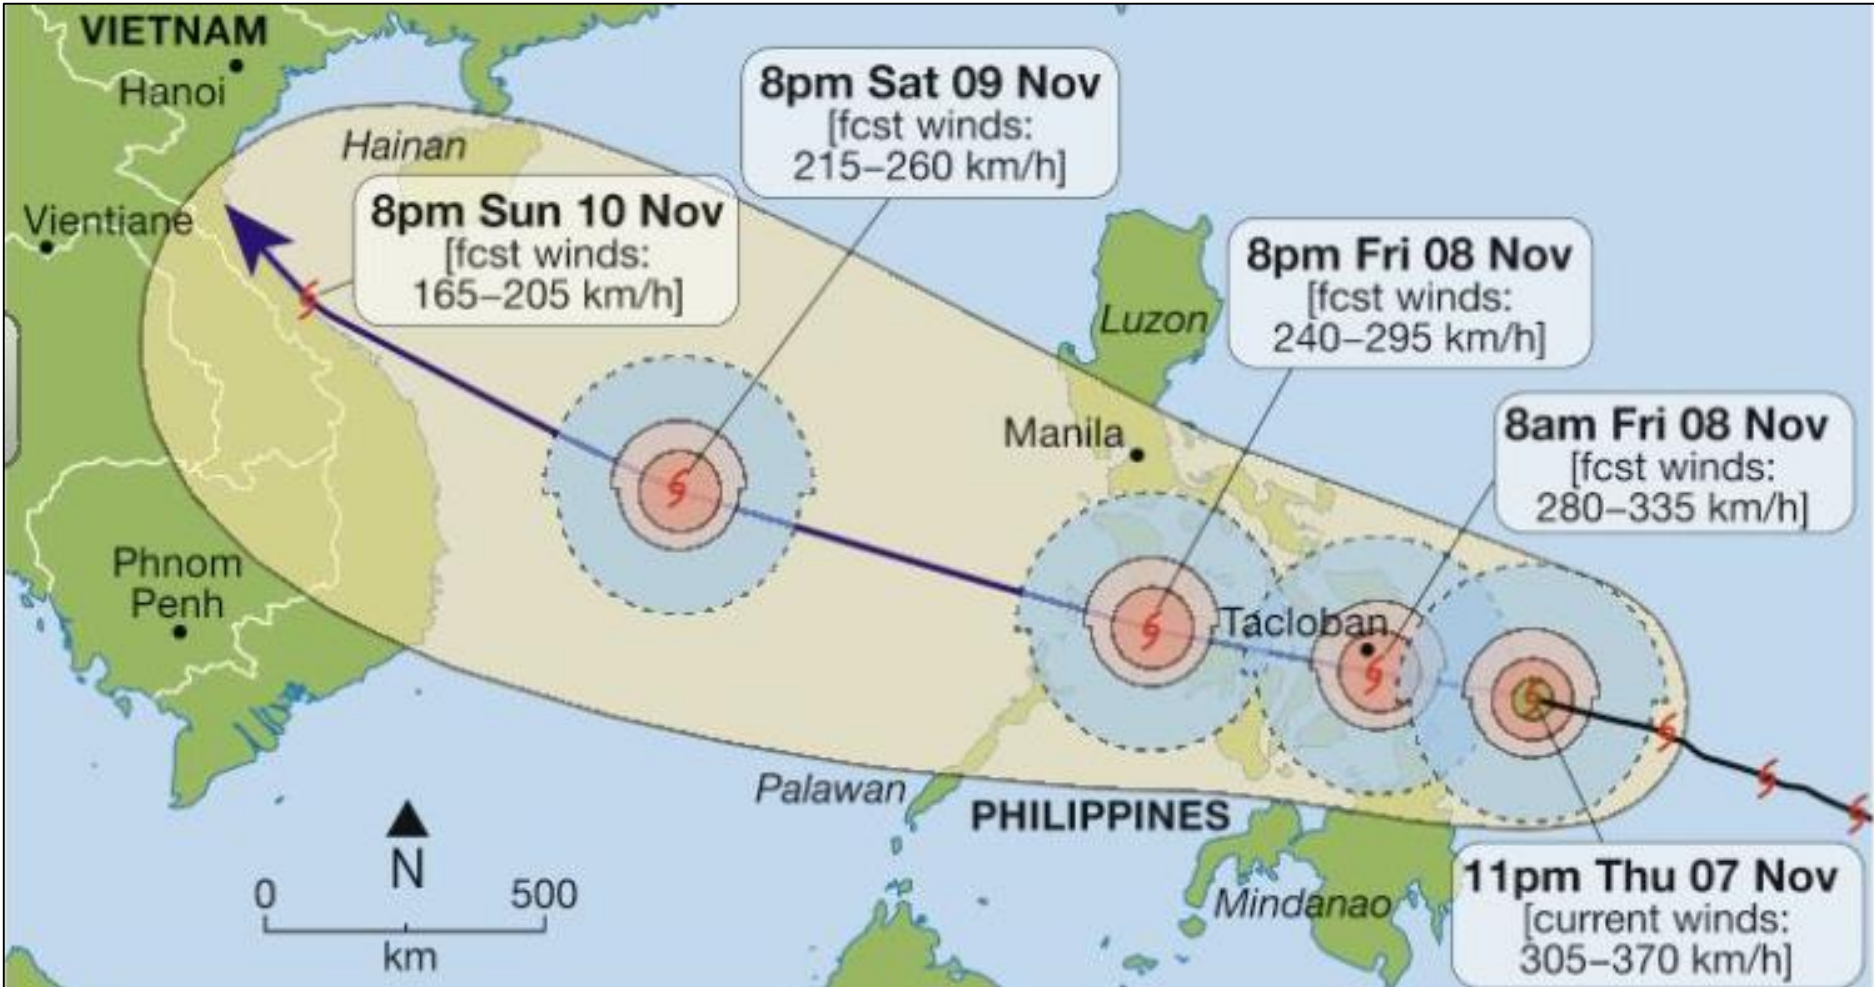 VIETNAM
Hanoi
Hainan
8pm Sat 09 Nov
[fcst winds:
215–260 km/h]
Vientiane
8pm Sun 10 Nov
[fcst winds:
165–205 km/h]
8pm Fri 08 Nov
[fcst winds:
240–295 km/h]
Luzon
Manila
8am Fri 08 Nov
[fcst winds:
280–335 km/h]
Phnom
Penh
Tacloban
Palawan
PHILIPPINES
N
0 500
km
Mindanao
11pm Thu 07 Nov
[current winds:
305–370 km/h]